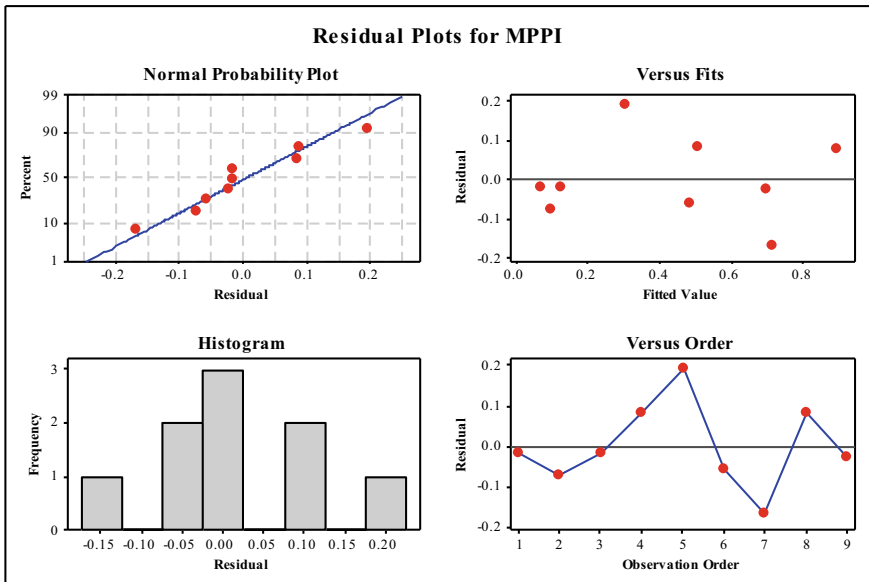 Residual Plots for MPPI
Normal Probability Plot
99
90
50
10
1
Percent
-0.2 -0.1 0.0 0.1 0.2
Residual
Versus Fits
0.2
0.1
0.0
-0.1
-0.2
Residual
0.0 0.2 0.4 0.6 0.8
Fitted Value
Histogram
3
2
1
0
Frequency
-0.15 -0.10 -0.05 0.00 0.05 0.10 0.15 0.20
Residual
Versus Order
0.2
0.1
0.0
-0.1
-0.2
Residual
1 2 3 4 5 6 7 8 9
Observation Order